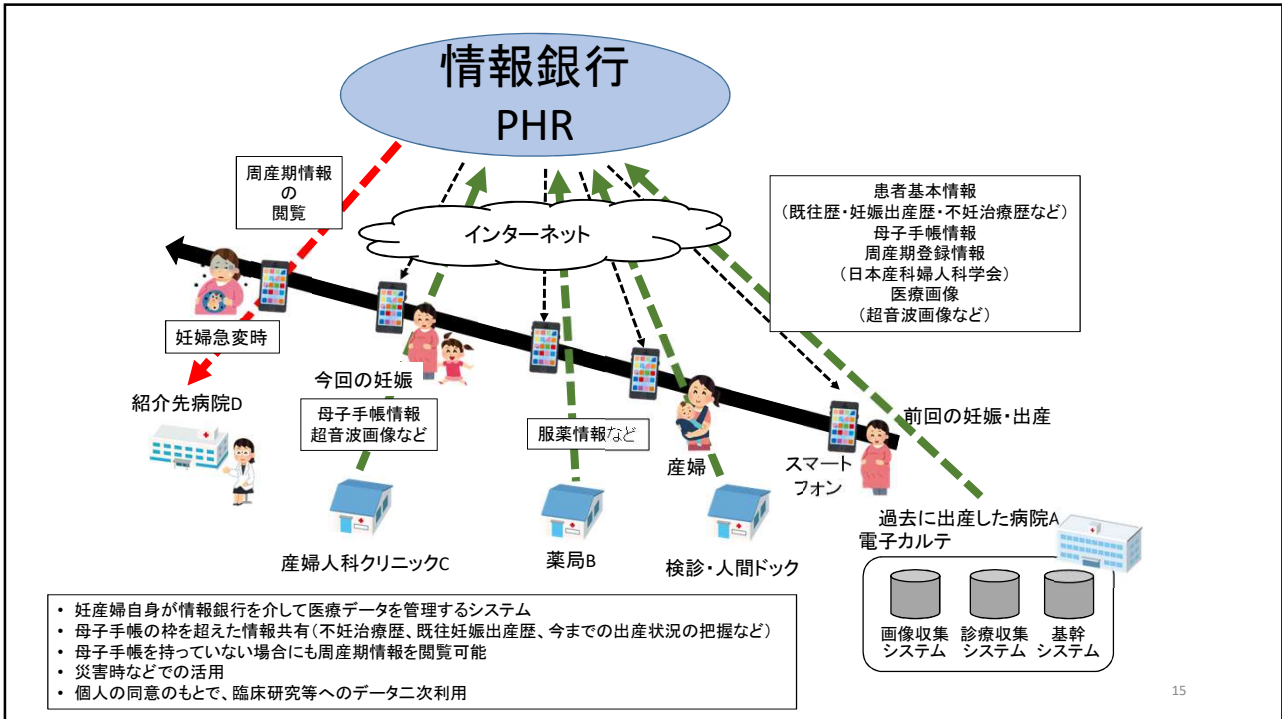 情報銀行
PHR
周産期情報
の
閲覧
インターネット
患者基本情報
(既往歴・妊娠出産歴・不妊治療歴など)
母子手帳情報
周産期登録情報
(日本産科婦人科学会)
医療画像
(超音波画像など)
妊婦急変時
紹介先病院D
今回の妊娠
母子手帳情報
超音波画像など
服薬情報など
産婦
スマート
フォン
前回の妊娠・出産
産婦人科クリニックC
薬局B
検診・人間ドック
過去に出産した病院A
電子カルテ
画像収集
システム
診療収集
システム
基幹
システム
• 妊産婦自身が情報銀行を介して医療データを管理するシステム
• 母子手帳の枠を超えた情報共有(不妊治療歴、既往妊娠出産歴、今までの出産状況の把握など)
• 母子手帳を持っていない場合にも周産期情報を閲覧可能
• 災害時などでの活用
• 個人の同意のもとで、臨床研究等へのデータ二次利用
15